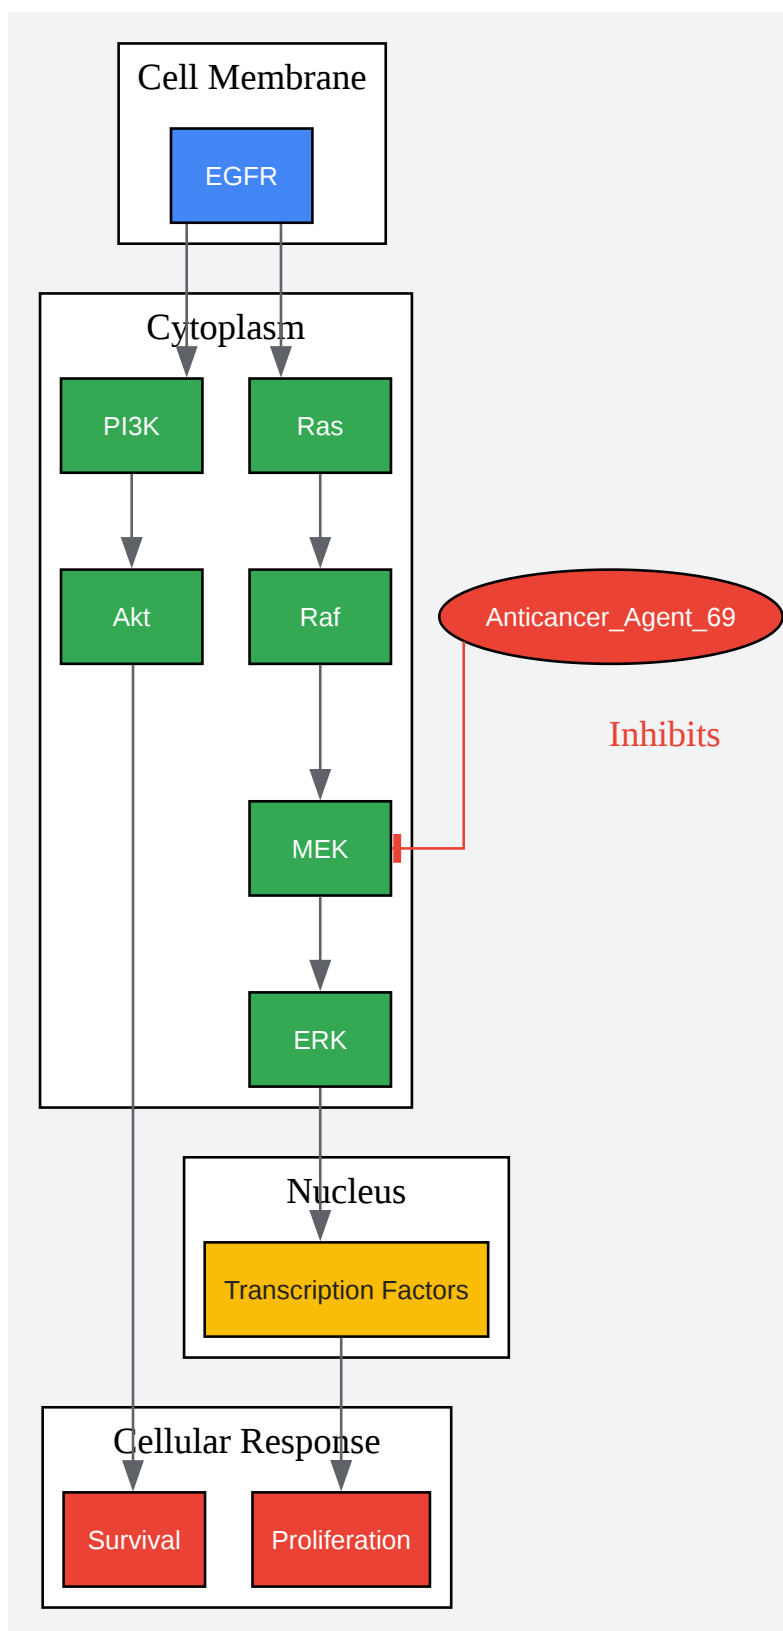 Cell Membrane
EGFR
Cytoplasm
PI3K
Ras
Akt
Raf
Anticancer_Agent_69
Inhibits
MEK
ERK
Nucleus
Transcription Factors
Cellular Response
Survival
Proliferation